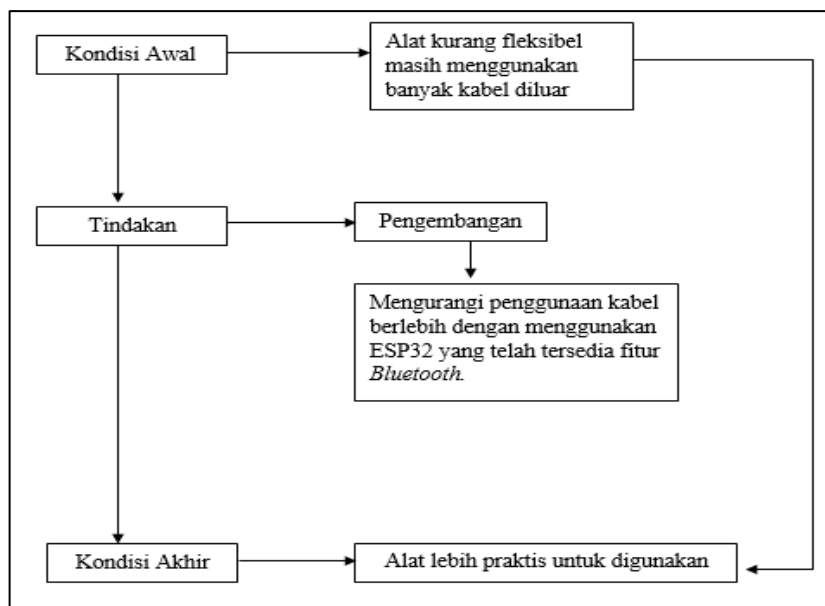 Kondisi Awal
Alat kurang fleksibel
masih menggunakan
banyak kabel diluar
Tindakan
Pengembangan
Mengurangi penggunaan kabel
berlebih dengan menggunakan
ESP32 yang telah tersedia fitur
Bluetooth.
Kondisi Akhir
Alat lebih praktis untuk digunakan